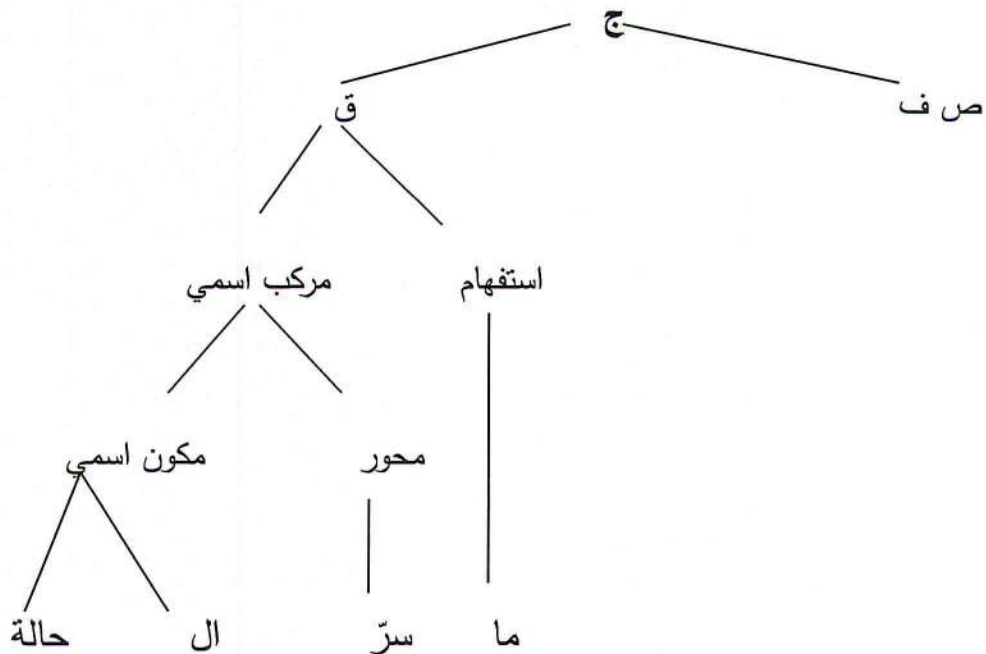 ج
ص ف ق
استفهام مركب اسمي
محور مكون اسمي
ما سرّ ال حالة